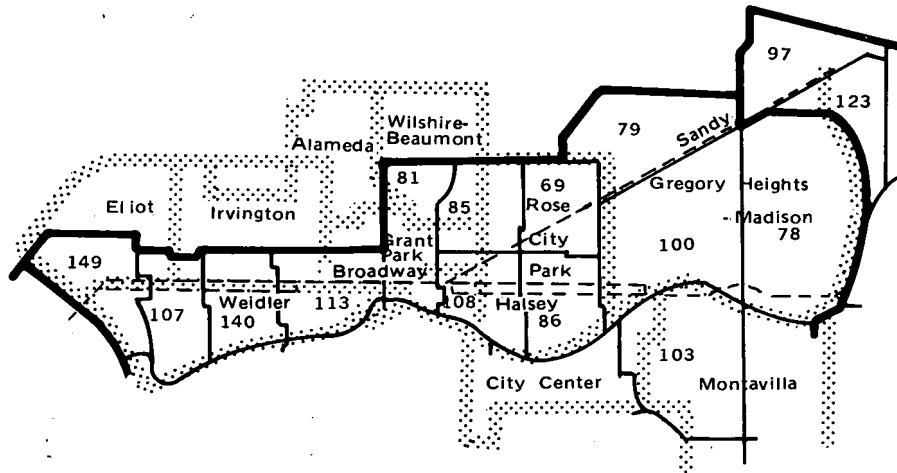 97
123
79
Sandy
Wilshire-
Beaumont
Alameda
81
69
Rose
85
Gregory Heights
Eliot
Irvington
-Madison
78
Grant
Park
City
100
Broadway
Park
149
107
Weidler
140
113
108
Halsey
86
103
City Center
Montavilla